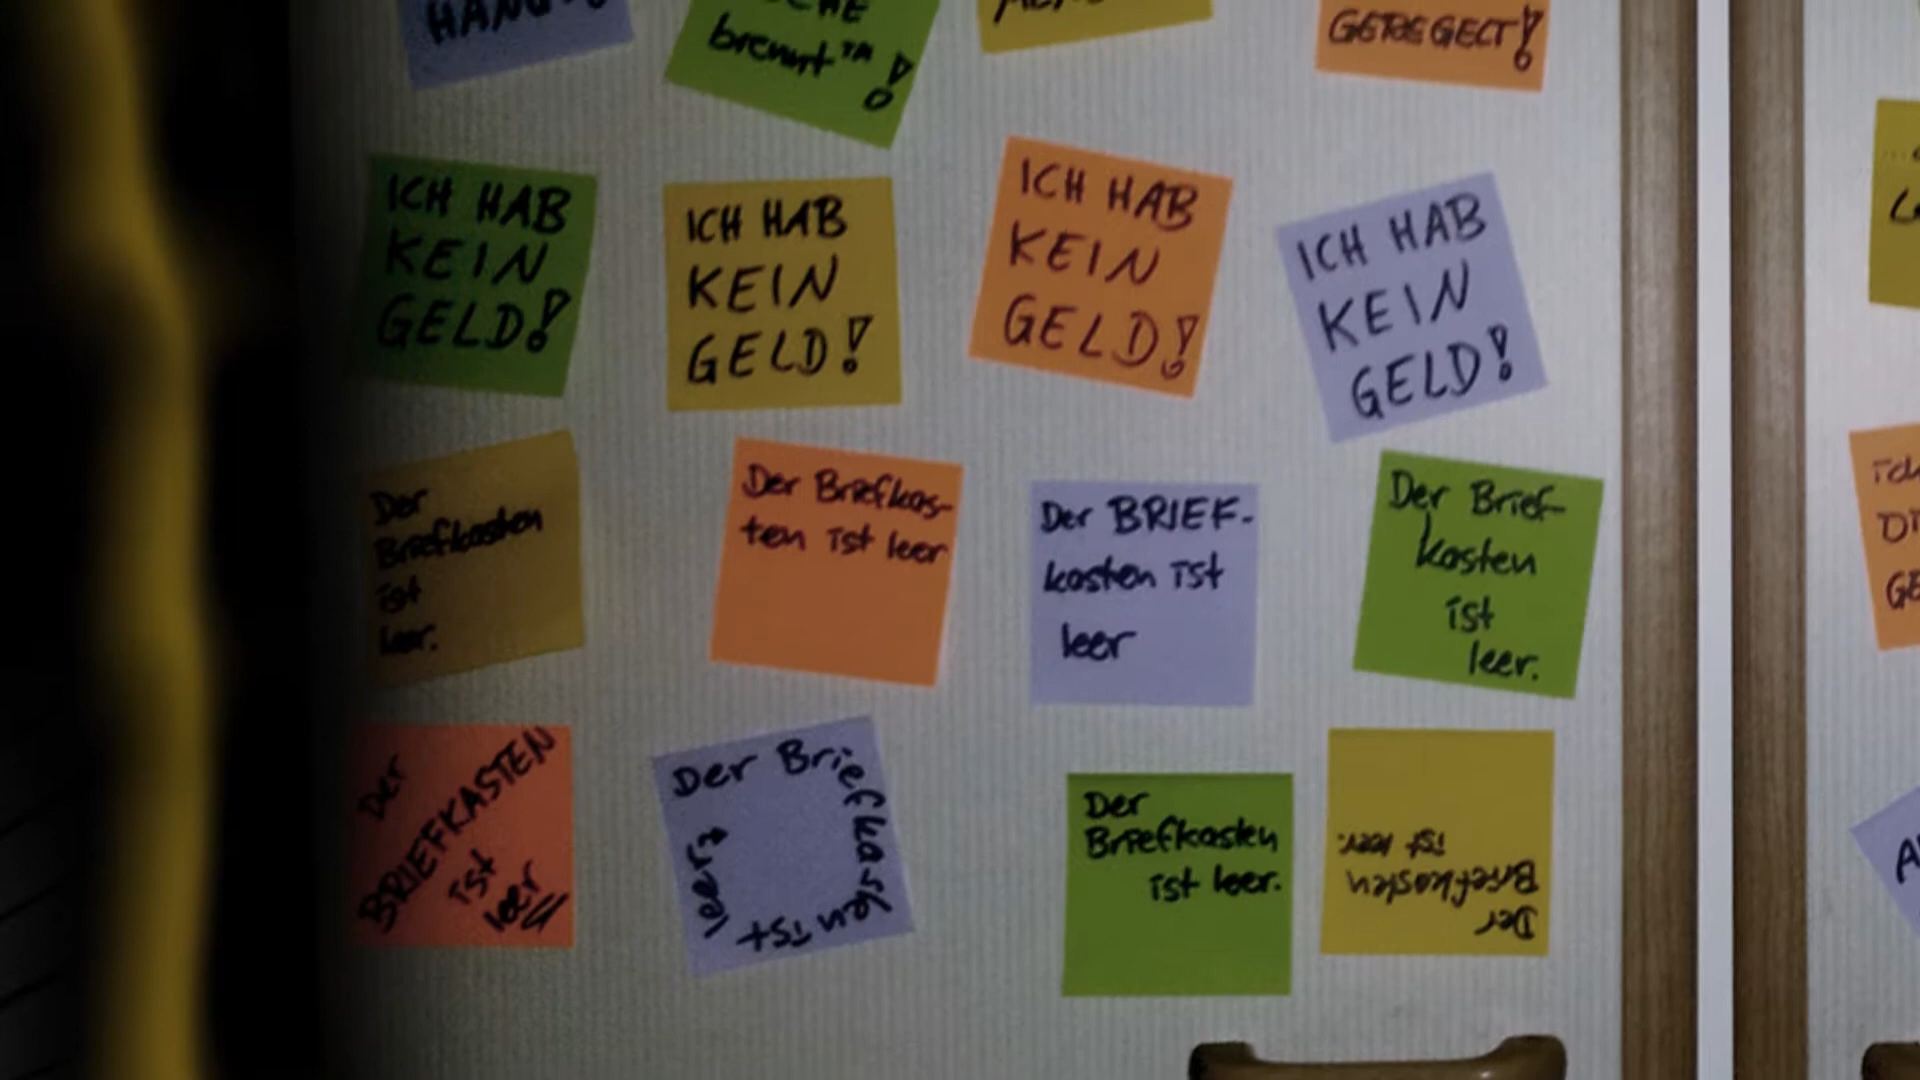 brennt™!
GEREGELT!
ICH HAB
KEIN
GELD!
ICH HAB
KEIN
GELD!
ICH HAB
KEIN
GELD!
ICH HAB
KEIN
GELD!
Der
Briefkasten
ist
leer.
Der Briefkas-
ten ist leer
Der BRIEF-
kasten ist
leer
Der Brief-
kasten
ist
leer.
Der
BRIEFKASTEN
ist
leer
Der Briefkasten ist leer
Der
Briefkasten
ist leer.
Der
Briefkasten
ist leer.